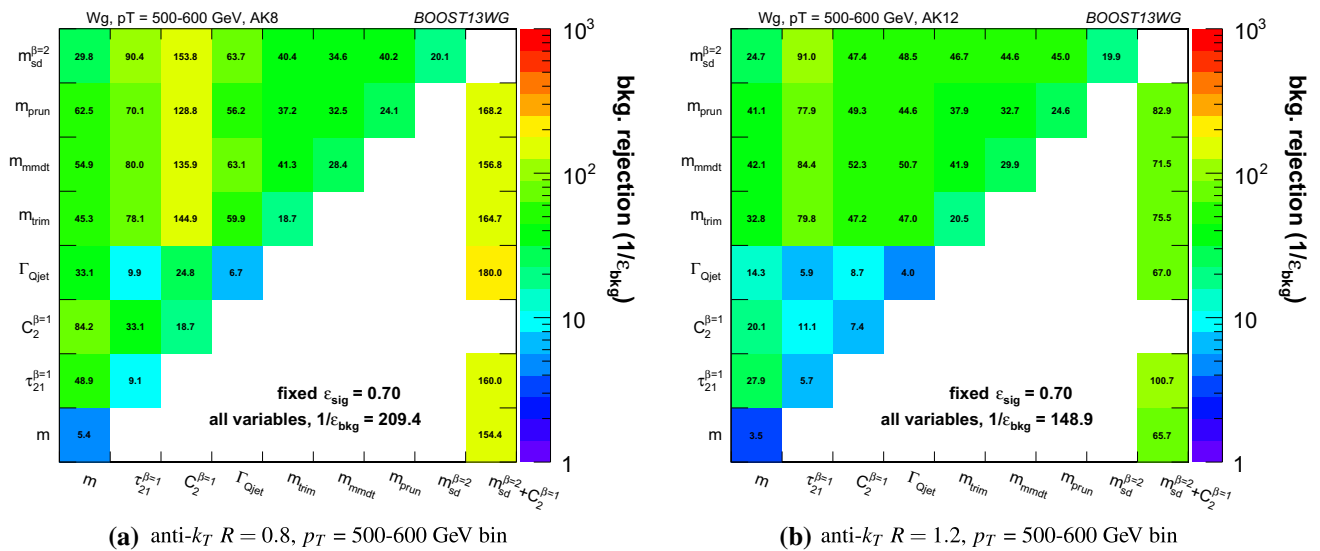 Wg, pT = 500-600 GeV, AK8 BOOST13WG
m_sd^β=2 29.8 90.4 153.8 63.7 40.4 34.6 40.2 20.1
m_prun 62.5 70.1 128.8 56.2 37.2 32.5 24.1 168.2
m_mmdt 54.9 80.0 135.9 63.1 41.3 28.4 156.8
m_trim 45.3 78.1 144.9 59.9 18.7 164.7
Γ_Qjet 33.1 9.9 24.8 6.7 180.0
C_2^β=1 84.2 33.1 18.7
τ_21^β=1 48.9 9.1 160.0
m 5.4 154.4
fixed ε_sig = 0.70
all variables, 1/ε_bkg = 209.4
m τ_21^β=1 C_2^β=1 Γ_Qjet m_trim m_mmdt m_prun m_sd^β=2 m_sd^β=2+C_2^β=1
10^3
10^2
10
1
bkg. rejection (1/ε_bkg)
(a) anti-k_T R = 0.8, p_T = 500-600 GeV bin
Wg, pT = 500-600 GeV, AK12 BOOST13WG
m_sd^β=2 24.7 91.0 47.4 48.5 46.7 44.6 45.0 19.9
m_prun 41.1 77.9 49.3 44.6 37.9 32.7 24.6 82.9
m_mmdt 42.1 84.4 52.3 50.7 41.9 29.9 71.5
m_trim 32.8 79.8 47.2 47.0 20.5 75.5
Γ_Qjet 14.3 5.9 8.7 4.0 67.0
C_2^β=1 20.1 11.1 7.4
τ_21^β=1 27.9 5.7 100.7
m 3.5 65.7
fixed ε_sig = 0.70
all variables, 1/ε_bkg = 148.9
m τ_21^β=1 C_2^β=1 Γ_Qjet m_trim m_mmdt m_prun m_sd^β=2 m_sd^β=2+C_2^β=1
10^3
10^2
10
1
bkg. rejection (1/ε_bkg)
(b) anti-k_T R = 1.2, p_T = 500-600 GeV bin